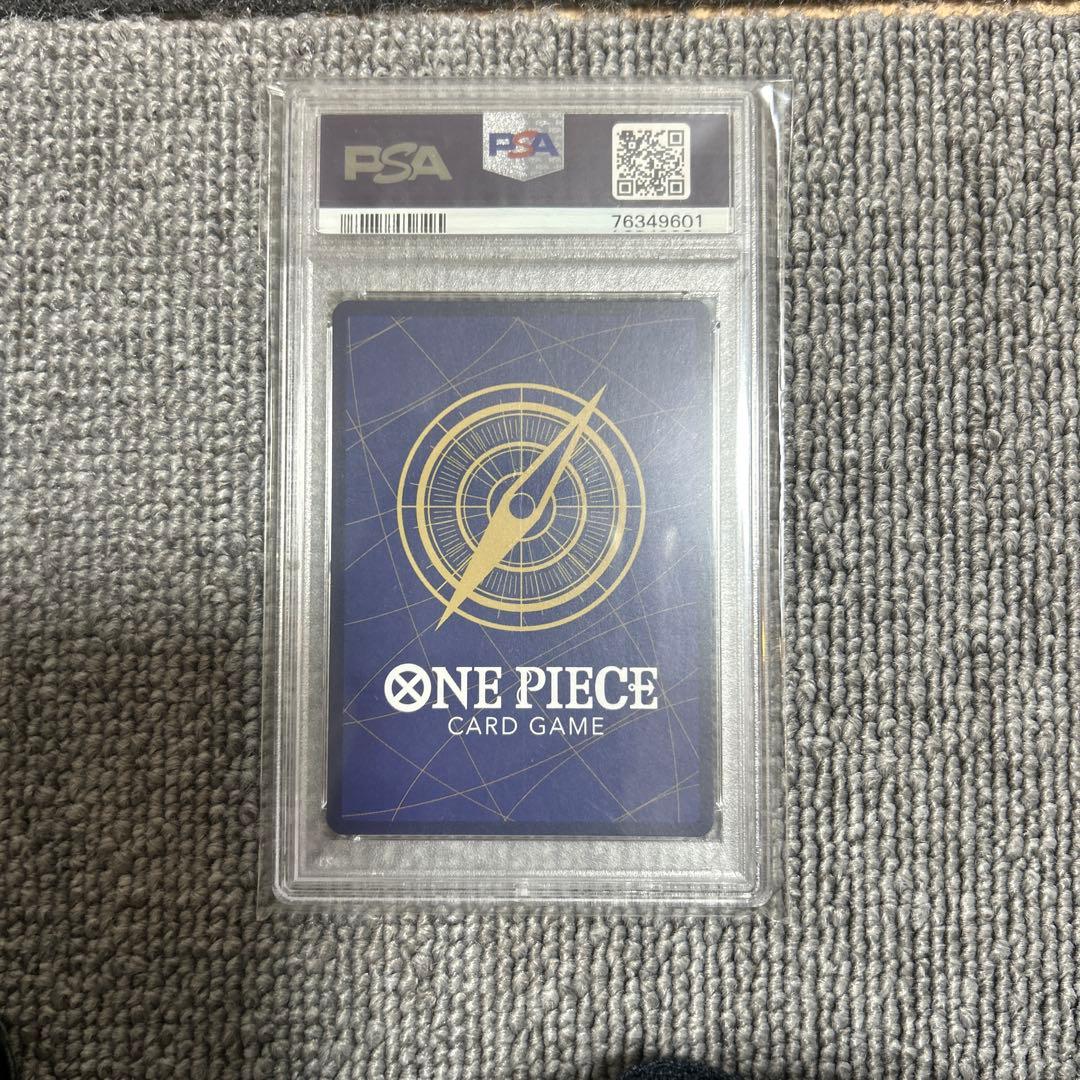 PSA
PSA
76349601
ONE PIECE
CARD GAME